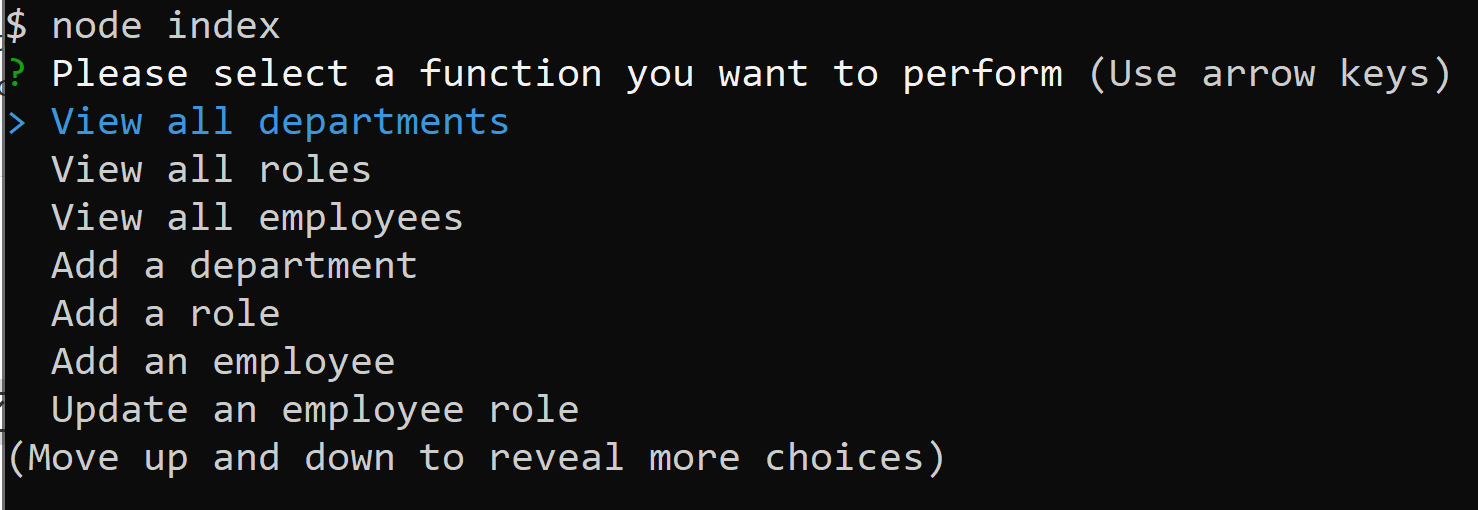 $ node index
? Please select a function you want to perform (Use arrow keys)
> View all departments
View all roles
View all employees
Add a department
Add a role
Add an employee
Update an employee role
(Move up and down to reveal more choices)